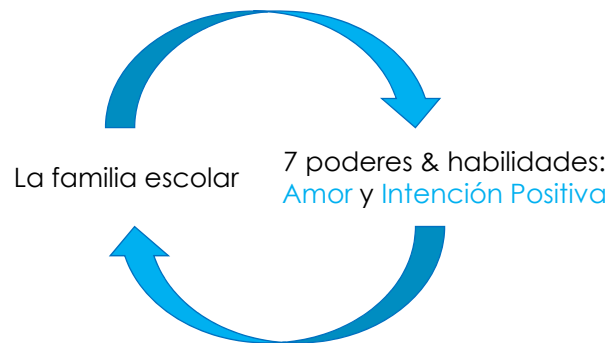 La familia escolar
7 poderes & habilidades:
Amor y Intención Positiva